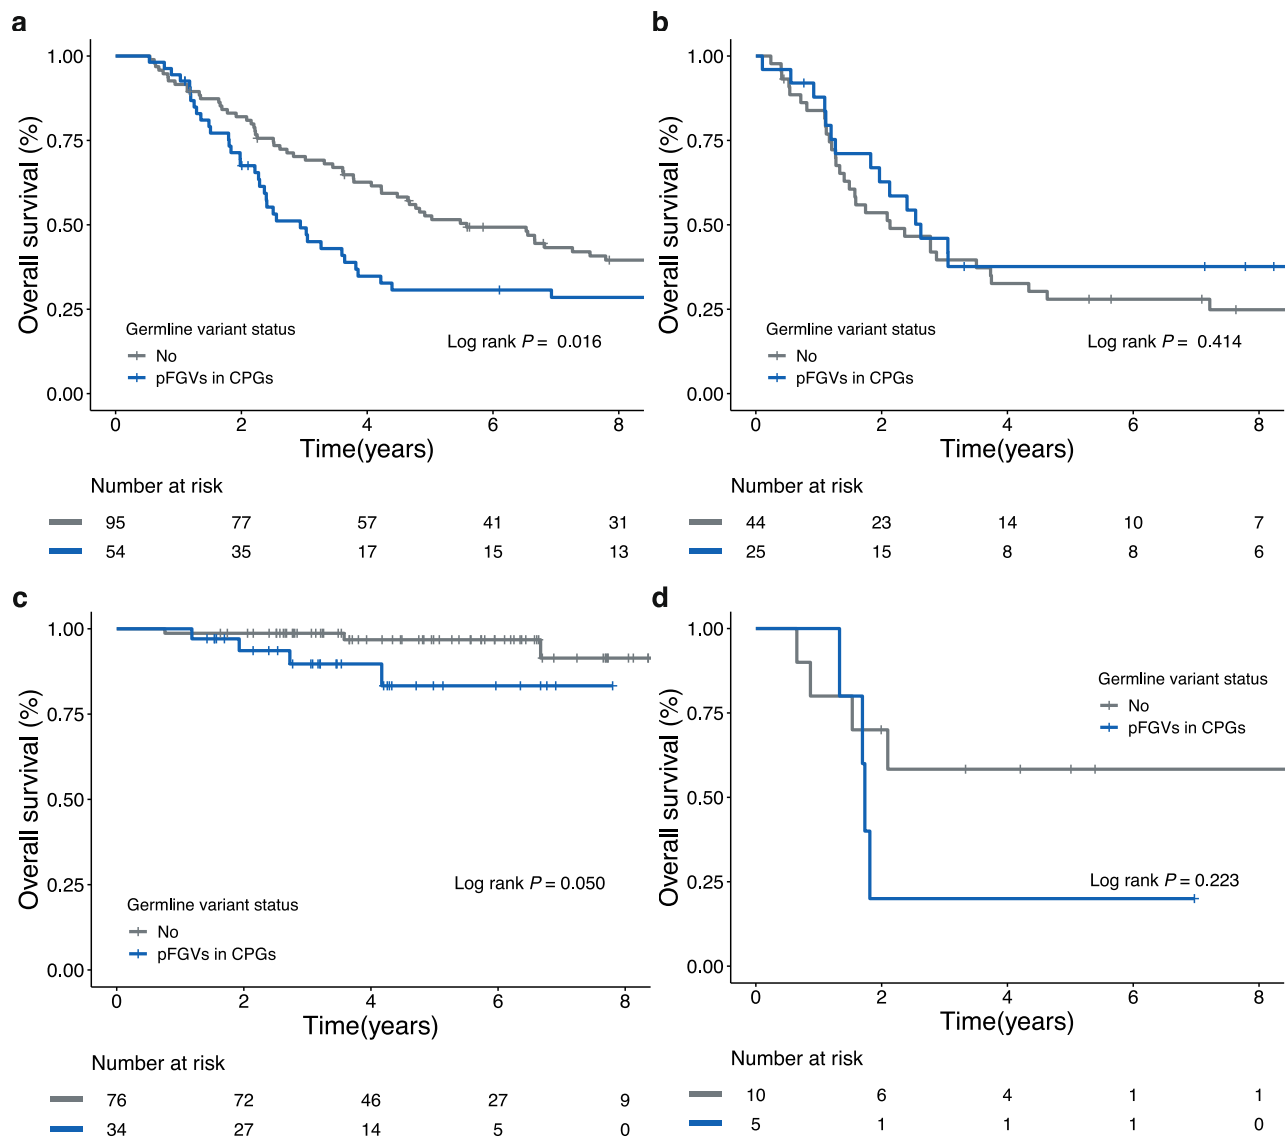 a
Overall survival (%)
1.00
0.75
0.50
0.25
0.00
Germline variant status
No
pFGVs in CPGs
Log rank P = 0.016
0 2 4 6 8
Time(years)
Number at risk
95 77 57 41 31
54 35 17 15 13
b
Overall survival (%)
1.00
0.75
0.50
0.25
0.00
Germline variant status
No
pFGVs in CPGs
Log rank P = 0.414
0 2 4 6 8
Time(years)
Number at risk
44 23 14 10 7
25 15 8 8 6
c
Overall survival (%)
1.00
0.75
0.50
0.25
0.00
Log rank P = 0.050
Germline variant status
No
pFGVs in CPGs
0 2 4 6 8
Time(years)
Number at risk
76 72 46 27 9
34 27 14 5 0
d
Overall survival (%)
1.00
0.75
0.50
0.25
0.00
Germline variant status
No
pFGVs in CPGs
Log rank P = 0.223
0 2 4 6 8
Time(years)
Number at risk
10 6 4 1 1
5 1 1 1 0